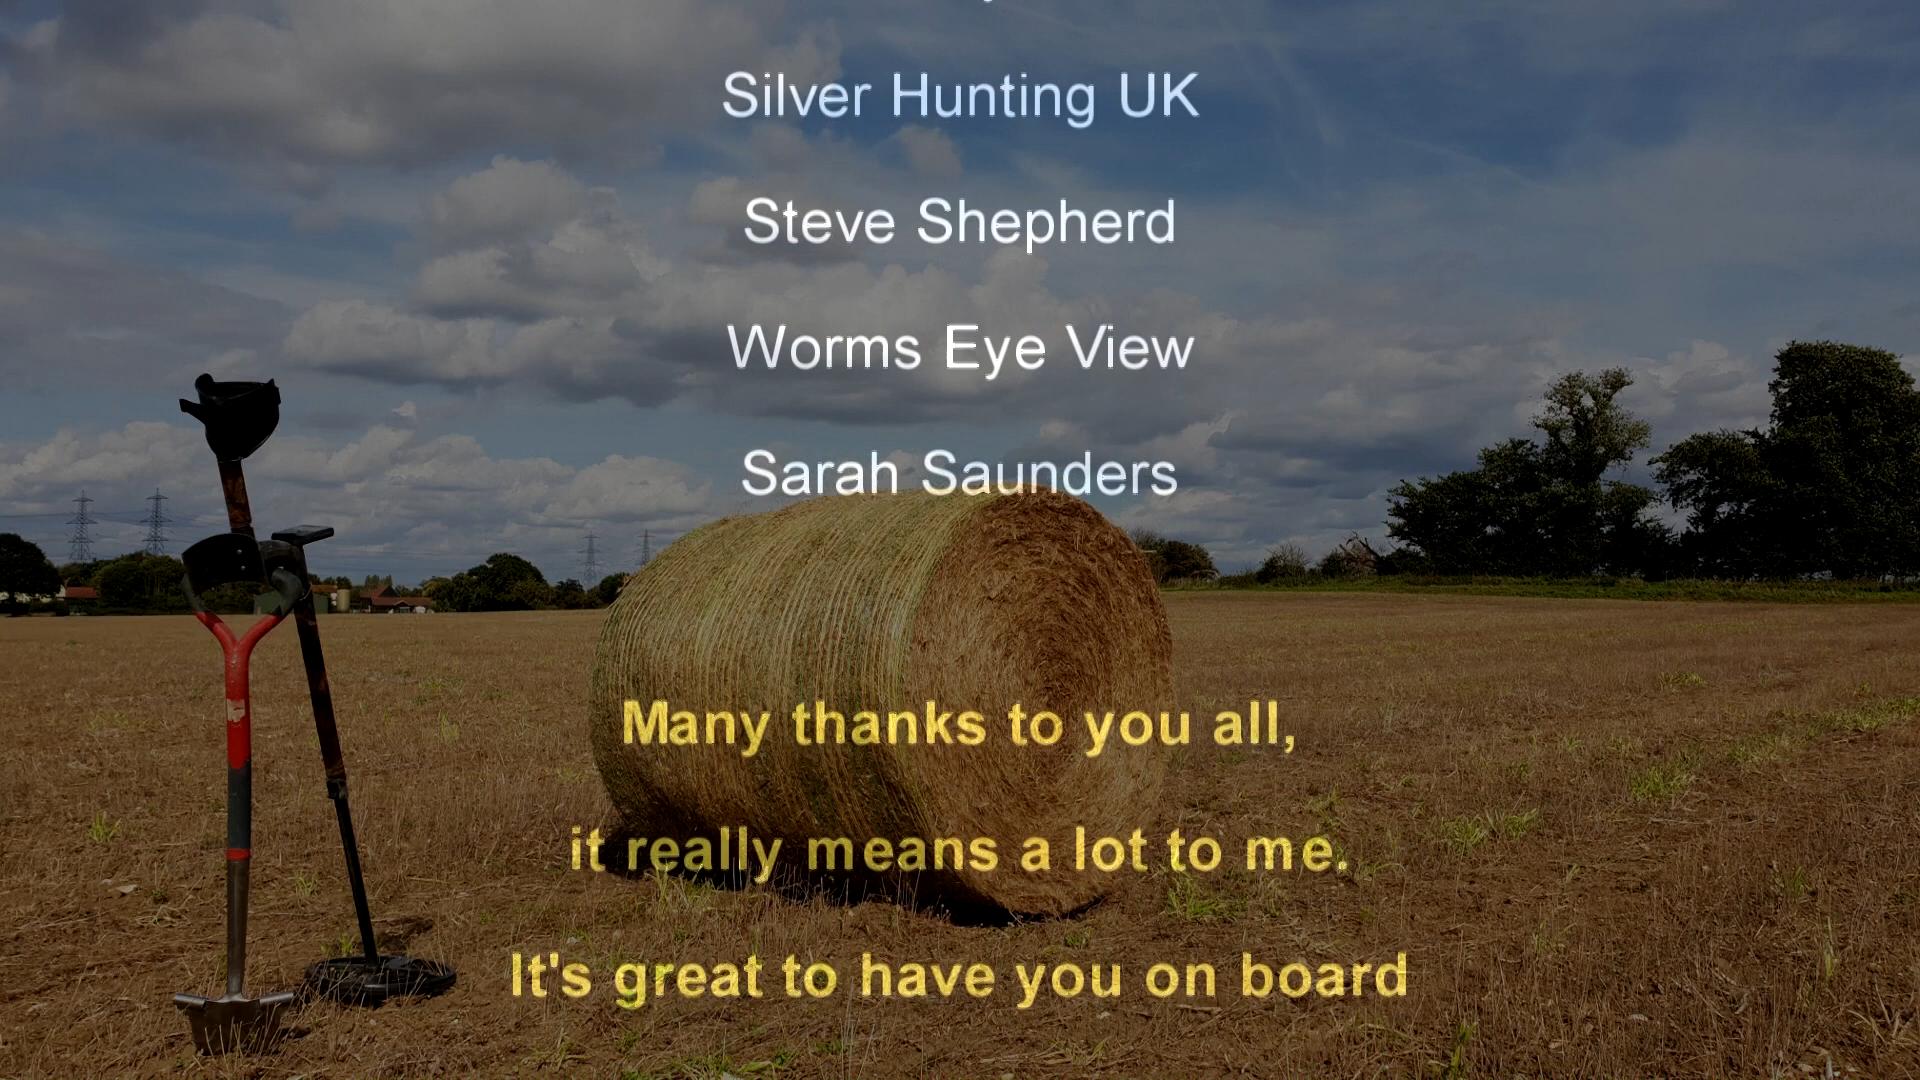 Silver Hunting UK
Steve Shepherd
Worms Eye View
Sarah Saunders
Many thanks to you all,
it really means a lot to me.
It's great to have you on board